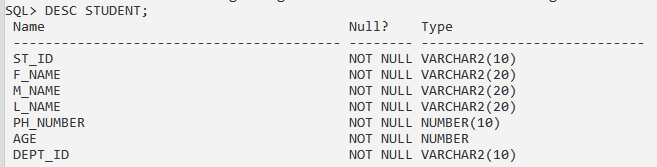 SQL> DESC STUDENT;
Name Null? Type
----------------------------------------- -------- ----------------------------
ST_ID NOT NULL VARCHAR2(10)
F_NAME NOT NULL VARCHAR2(20)
M_NAME NOT NULL VARCHAR2(20)
L_NAME NOT NULL VARCHAR2(20)
PH_NUMBER NOT NULL NUMBER(10)
AGE NOT NULL NUMBER
DEPT_ID NOT NULL VARCHAR2(10)